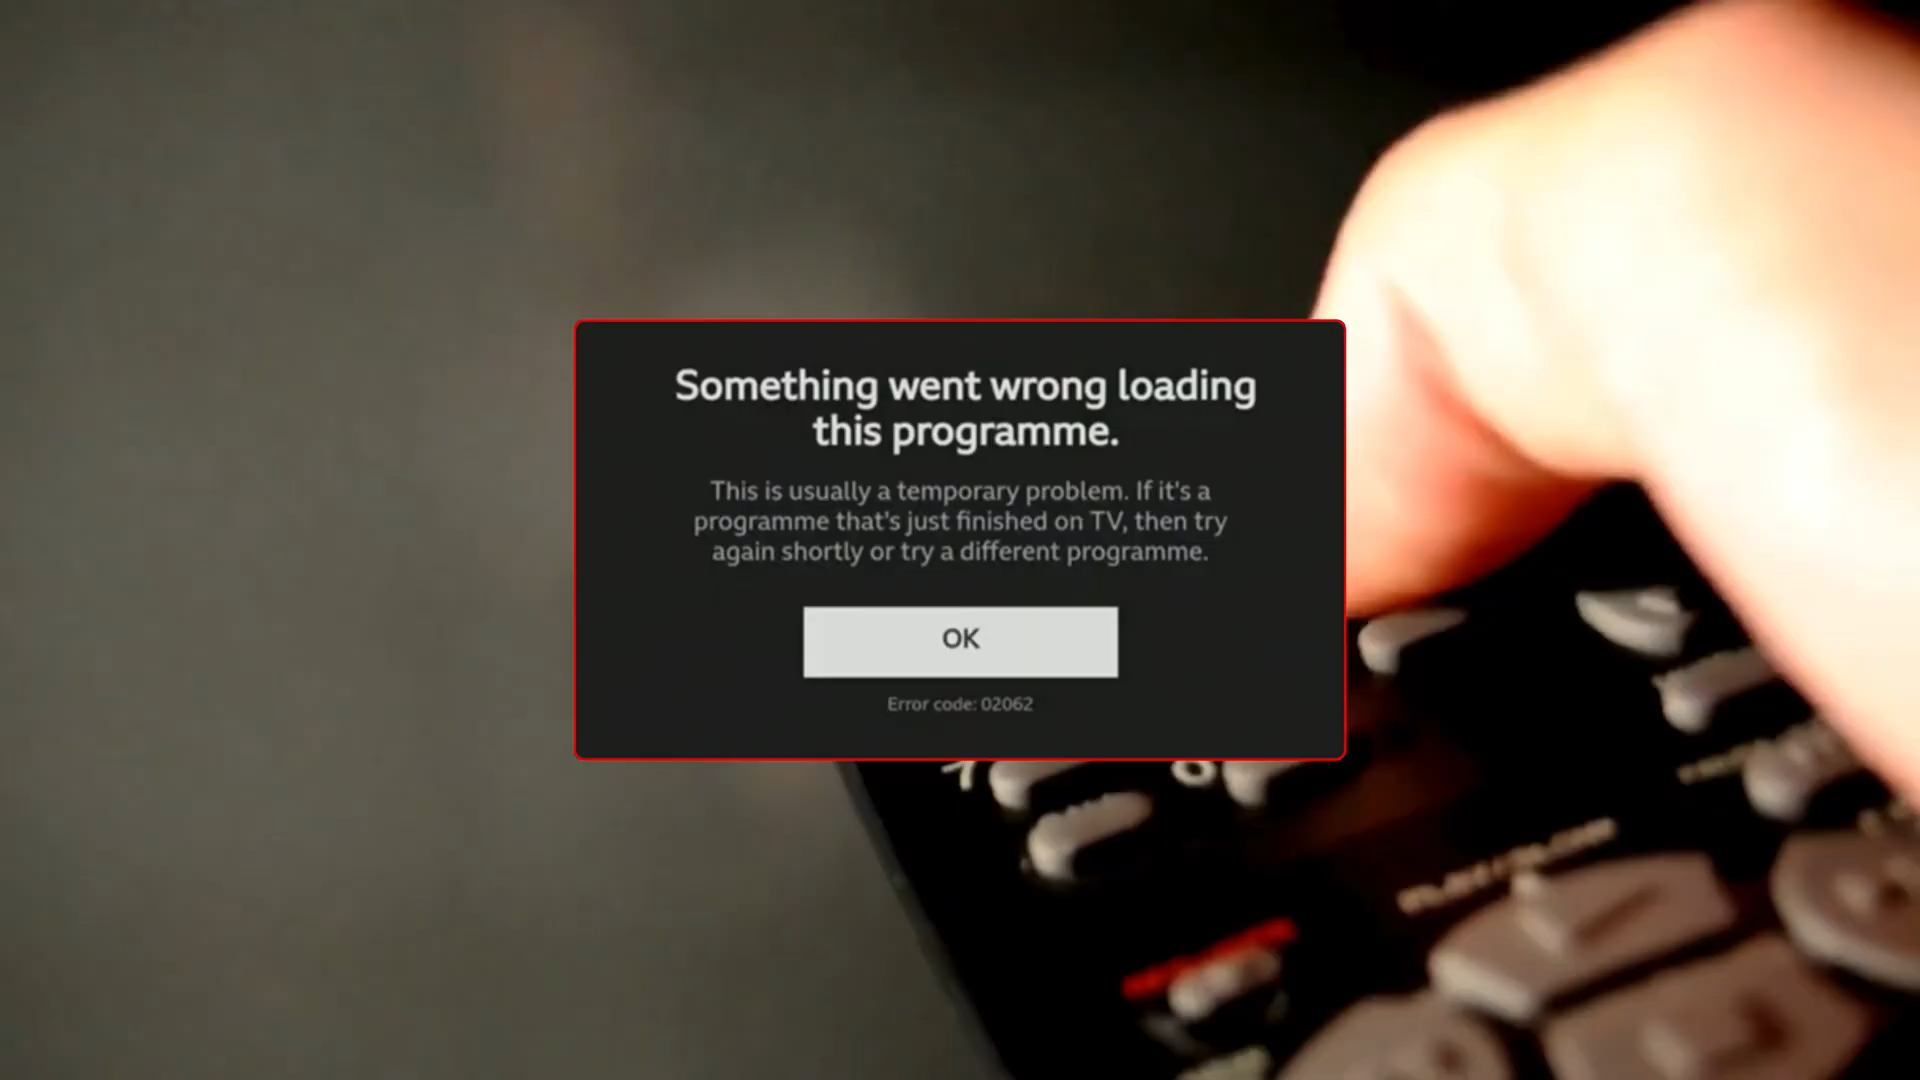 Something went wrong loading
this programme.
This is usually a temporary problem. If it's a
programme that's just finished on TV, then try
again shortly or try a different programme.
OK
Error code: 02062